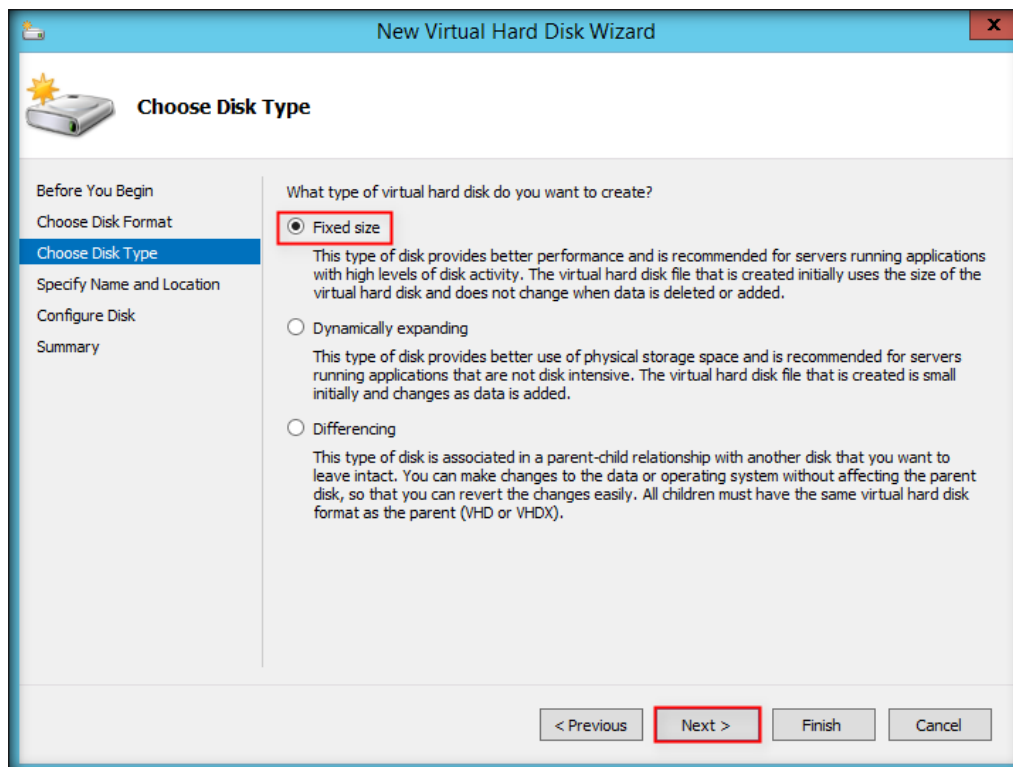 New Virtual Hard Disk Wizard
x
Choose Disk Type
Before You Begin
Choose Disk Format
Choose Disk Type
Specify Name and Location
Configure Disk
Summary
What type of virtual hard disk do you want to create?
Fixed size
This type of disk provides better performance and is recommended for servers running applications
with high levels of disk activity. The virtual hard disk file that is created initially uses the size of the
virtual hard disk and does not change when data is deleted or added.
Dynamically expanding
This type of disk provides better use of physical storage space and is recommended for servers
running applications that are not disk intensive. The virtual hard disk file that is created is small
initially and changes as data is added.
Differencing
This type of disk is associated in a parent-child relationship with another disk that you want to
leave intact. You can make changes to the data or operating system without affecting the parent
disk, so that you can revert the changes easily. All children must have the same virtual hard disk
format as the parent (VHD or VHDX).
< Previous
Next >
Finish
Cancel